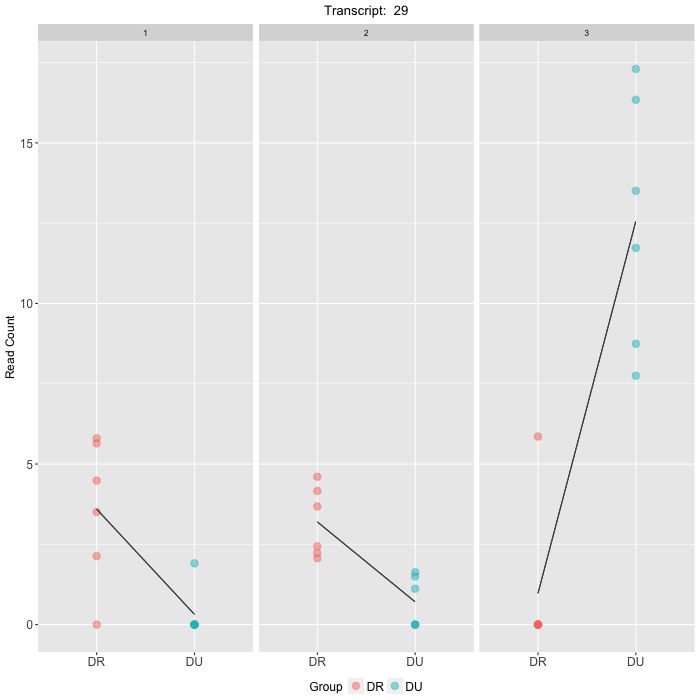 Transcript:  29
1 2 3
Read Count
15
10
5
0
DR DU DR DU DR DU
Group DR DU